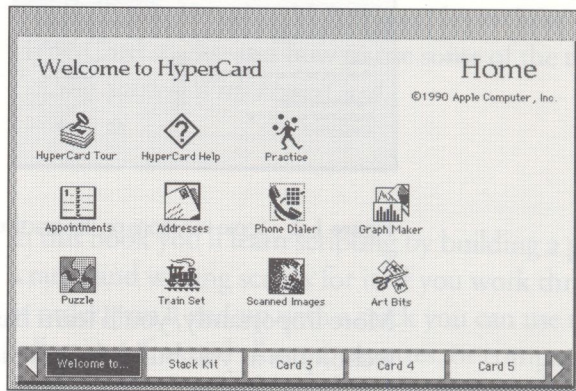 Welcome to HyperCard
Home
©1990 Apple Computer, Inc.
HyperCard Tour
HyperCard Help
Practice
Appointments
Addresses
Phone Dialer
Graph Maker
Puzzle
Train Set
Scanned Images
Art Bits
Welcome to...
Stack Kit
Card 3
Card 4
Card 5